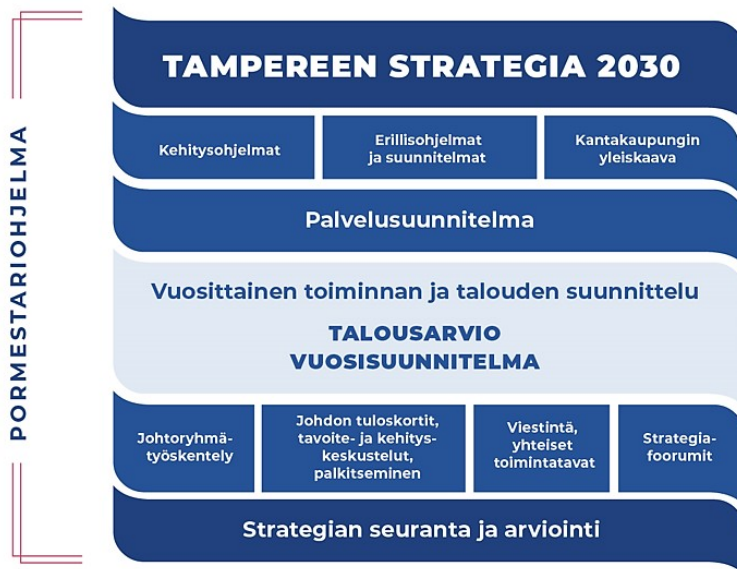 PORMESTARIOHJELMA
TAMPEREEN STRATEGIA 2030
Kehitysohjelmat
Erillisohjelmat
ja suunnitelmat
Kantakaupungin
yleiskaava
Palvelusuunnitelma
Vuosittainen toiminnan ja talouden suunnittelu
TALOUSARVIO
VUOSISUUNNITELMA
Johtoryhmä-
työskentely
Johdon tuloskortit,
tavoite- ja kehitys-
keskustelut,
palkitseminen
Viestintä,
yhteiset
toimintatavat
Strategia-
foorumit
Strategian seuranta ja arviointi